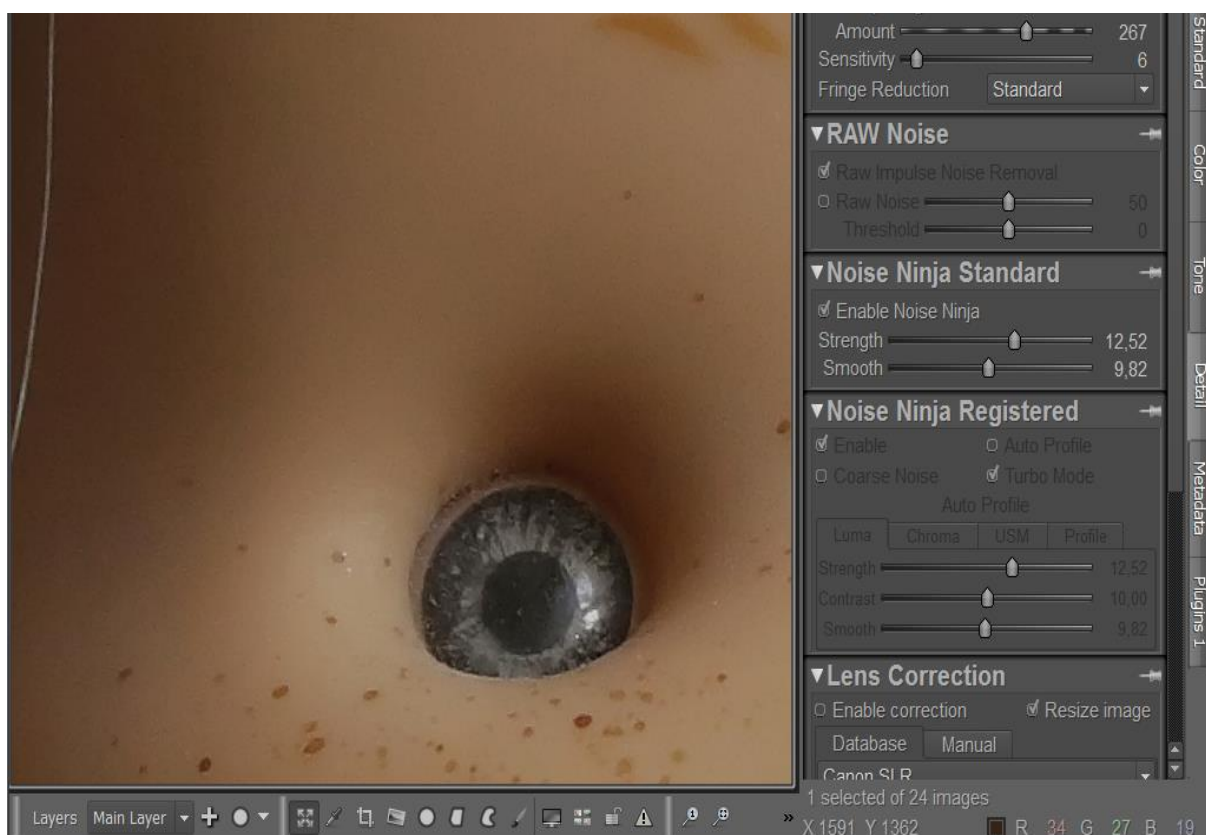 Amount 267
Sensitivity 6
Fringe Reduction Standard
RAW Noise
Raw Impulse Noise Removal
Raw Noise 50
Threshold 0
Noise Ninja Standard
Enable Noise Ninja
Strength 12,52
Smooth 9,82
Noise Ninja Registered
Enable Auto Profile
Coarse Noise Turbo Mode
Auto Profile
Luma Chroma USM Profile
Strength 12,52
Contrast 10,00
Smooth 9,82
Lens Correction
Enable correction Resize image
Database Manual
Canon SLR
1 selected of 24 images
Layers Main Layer » X 1591 Y 1362 R 34 G 27 B 19
Standard
Color
Tone
Detail
Metadata
Plugins 1